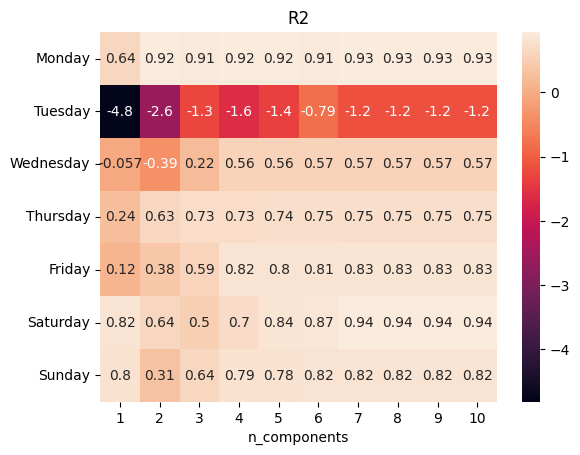 R2
Monday 0.64 0.92 0.91 0.92 0.92 0.91 0.93 0.93 0.93 0.93 0
Tuesday -4.8 -2.6 -1.3 -1.6 -1.4 -0.79 -1.2 -1.2 -1.2 -1.2 −1
Wednesday -0.057 -0.39 0.22 0.56 0.56 0.57 0.57 0.57 0.57 0.57
Thursday 0.24 0.63 0.73 0.73 0.74 0.75 0.75 0.75 0.75 0.75 −2
Friday 0.12 0.38 0.59 0.82 0.8 0.81 0.83 0.83 0.83 0.83 −3
Saturday 0.82 0.64 0.5 0.7 0.84 0.87 0.94 0.94 0.94 0.94
Sunday 0.8 0.31 0.64 0.79 0.78 0.82 0.82 0.82 0.82 0.82 −4
1 2 3 4 5 6 7 8 9 10
n_components